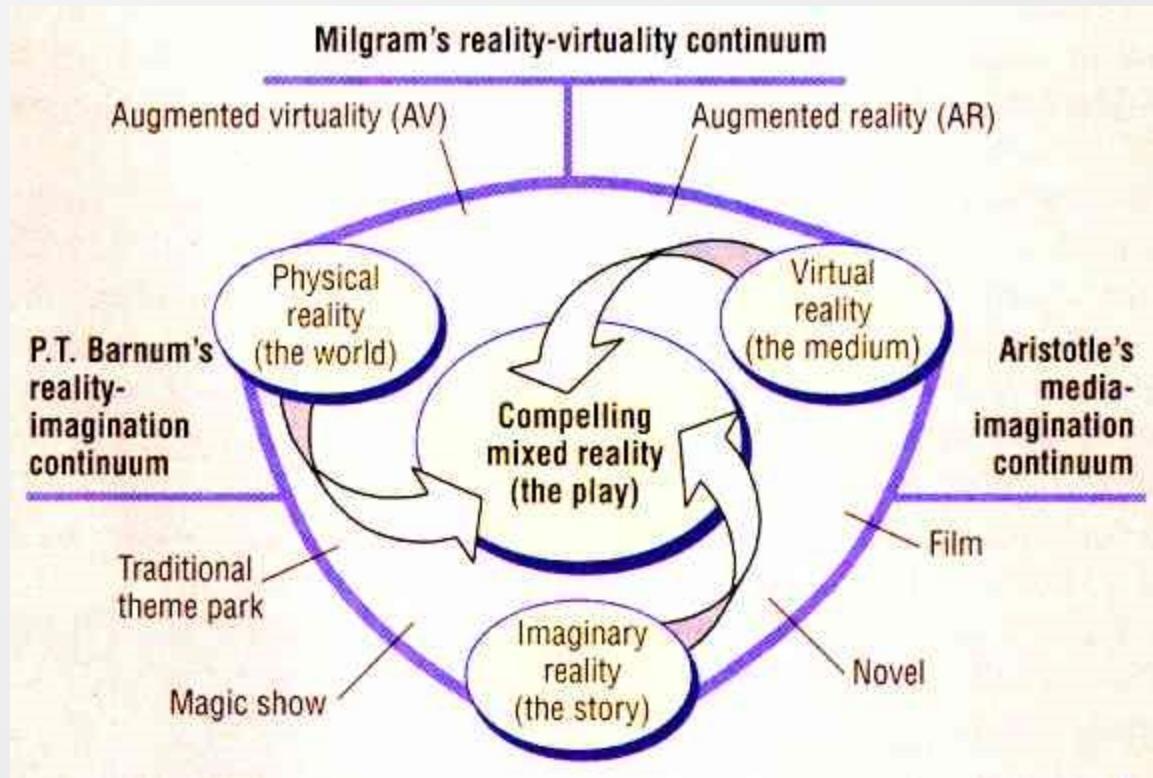 Milgram's reality-virtuality continuum
Augmented virtuality (AV)
Augmented reality (AR)
Physical
reality
(the world)
Virtual
reality
(the medium)
P.T. Barnum's
reality-
imagination
continuum
Compelling
mixed reality
(the play)
Aristotle's
media-
imagination
continuum
Traditional
theme park
Film
Magic show
Imaginary
reality
(the story)
Novel